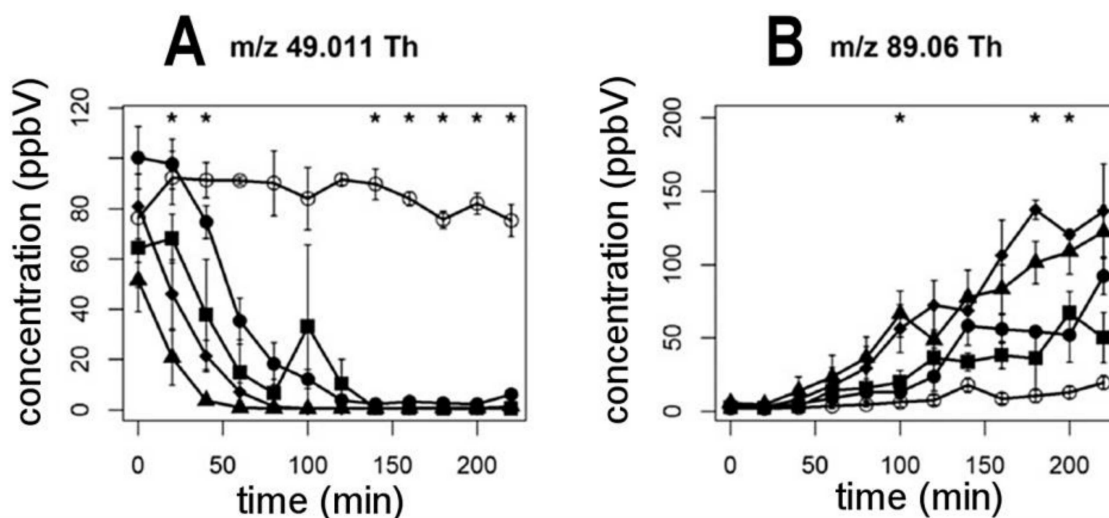 A m/z 49.011 Th
concentration (ppbV)
120
80
60
40
20
0
* * * * * * *
0 50 100 150 200
time (min)
B m/z 89.06 Th
concentration (ppbV)
200
150
100
50
0
* * *
0 50 100 150 200
time (min)